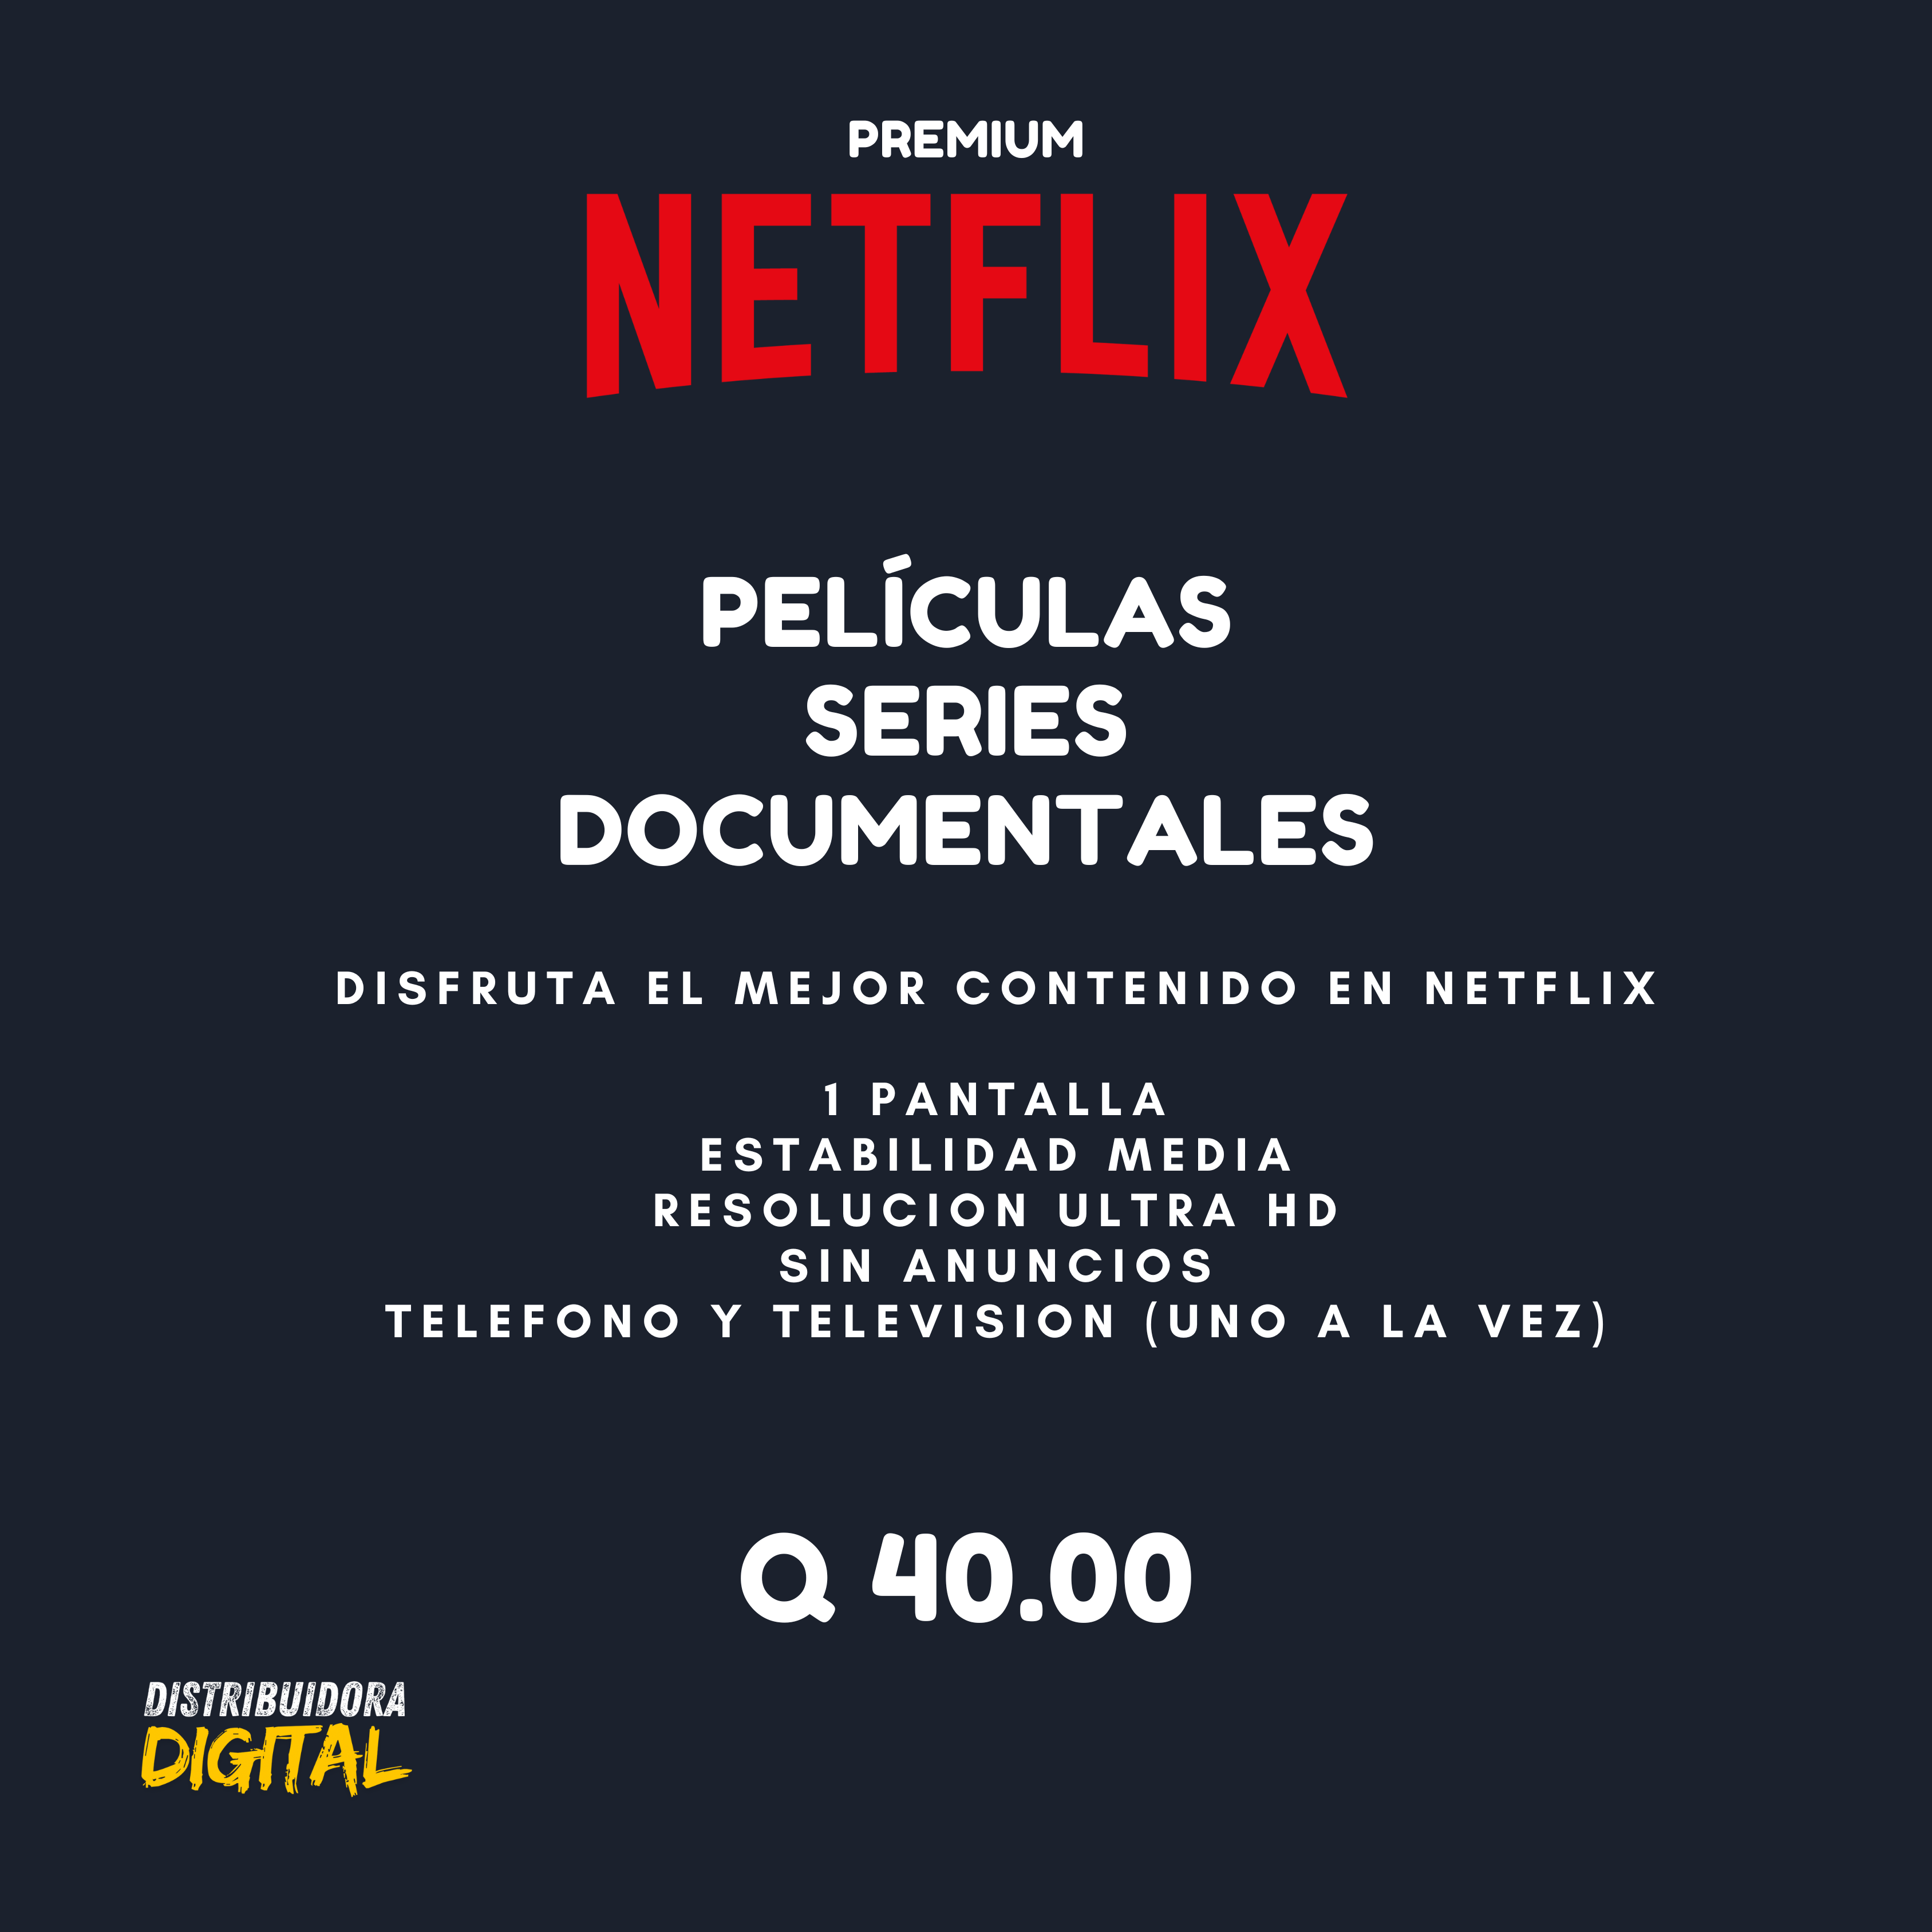 PREMIUM
NETFLIX
PELÍCULAS
SERIES
DOCUMENTALES
DISFRUTA EL MEJOR CONTENIDO EN NETFLIX
1 PANTALLA
ESTABILIDAD MEDIA
RESOLUCION ULTRA HD
SIN ANUNCIOS
TELEFONO Y TELEVISION (UNO A LA VEZ)
Q 40.00
DISTRIBUIDORA
DIGITAL